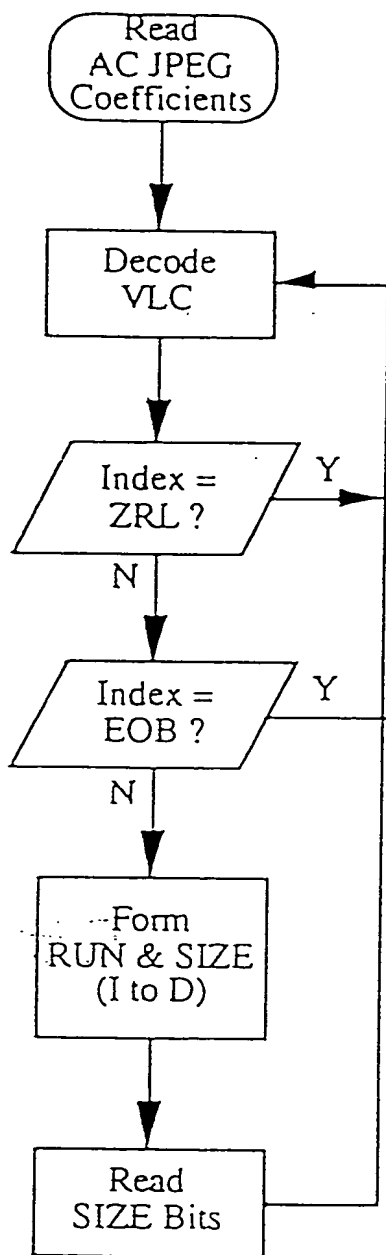 Read
AC JPEG
Coefficients
Decode
VLC
Index =
ZRL ?
Y
N
Index =
EOB ?
Y
N
Form
RUN & SIZE
(I to D)
Read
SIZE Bits